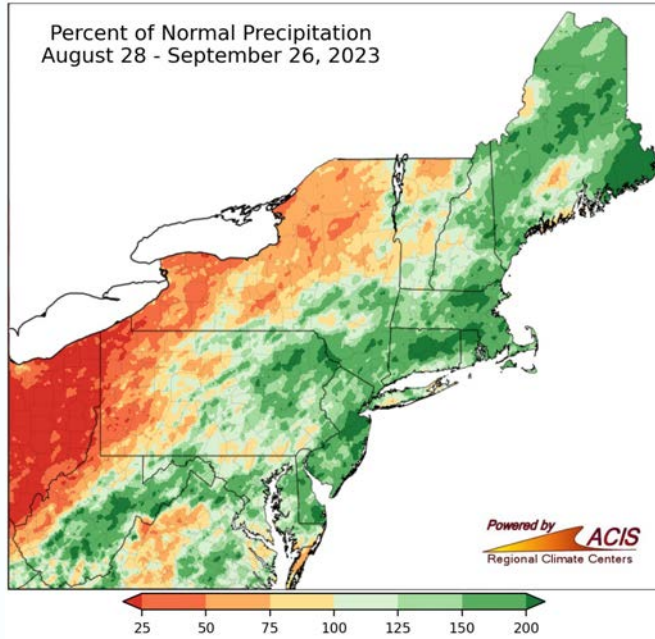 Percent of Normal Precipitation
August 28 - September 26, 2023
Powered by
ACIS
Regional Climate Centers
25 50 75 100 125 150 200